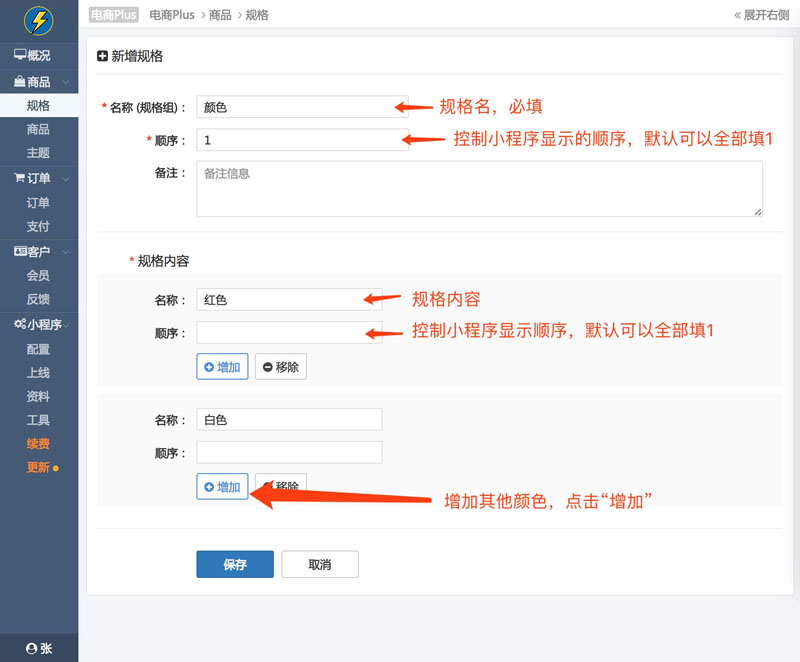 电商Plus 电商Plus > 商品 > 规格 « 展开右侧
概况
商品
规格
商品
主题
订单
订单
支付
客户
会员
反馈
小程序
配置
上线
资料
工具
续费
更新
张
新增规格
* 名称 (规格组)： 颜色 规格名，必填
* 顺序： 1 控制小程序显示的顺序，默认可以全部填1
备注： 备注信息
* 规格内容
名称： 红色 规格内容
顺序： 控制小程序显示顺序，默认可以全部填1
增加 移除
名称： 白色
顺序：
增加 移除
增加其他颜色，点击“增加”
保存 取消